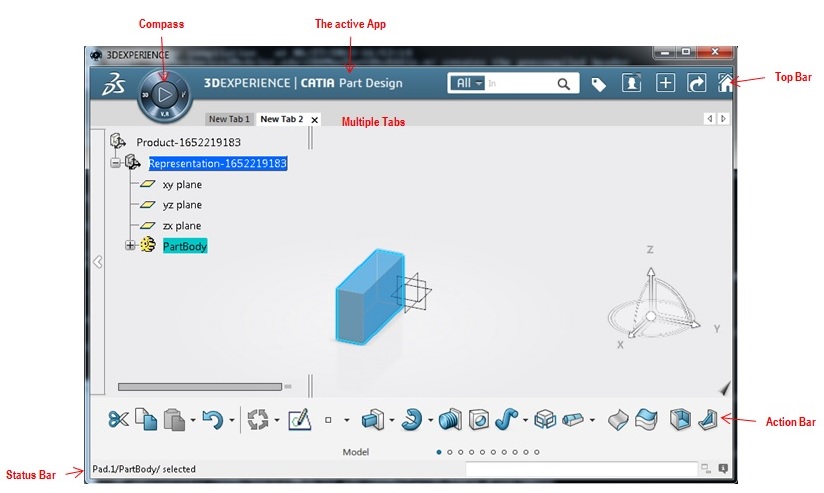 Compass
The active App
3DEXPERIENCE
3DEXPERIENCE | CATIA Part Design
All
In
Top Bar
3D
V,R
New Tab 1
New Tab 2
Multiple Tabs
Product-1652219183
Representation-1652219183
xy plane
yz plane
zx plane
PartBody
Z
Y
X
Action Bar
Model
Status Bar
Pad.1/PartBody/ selected